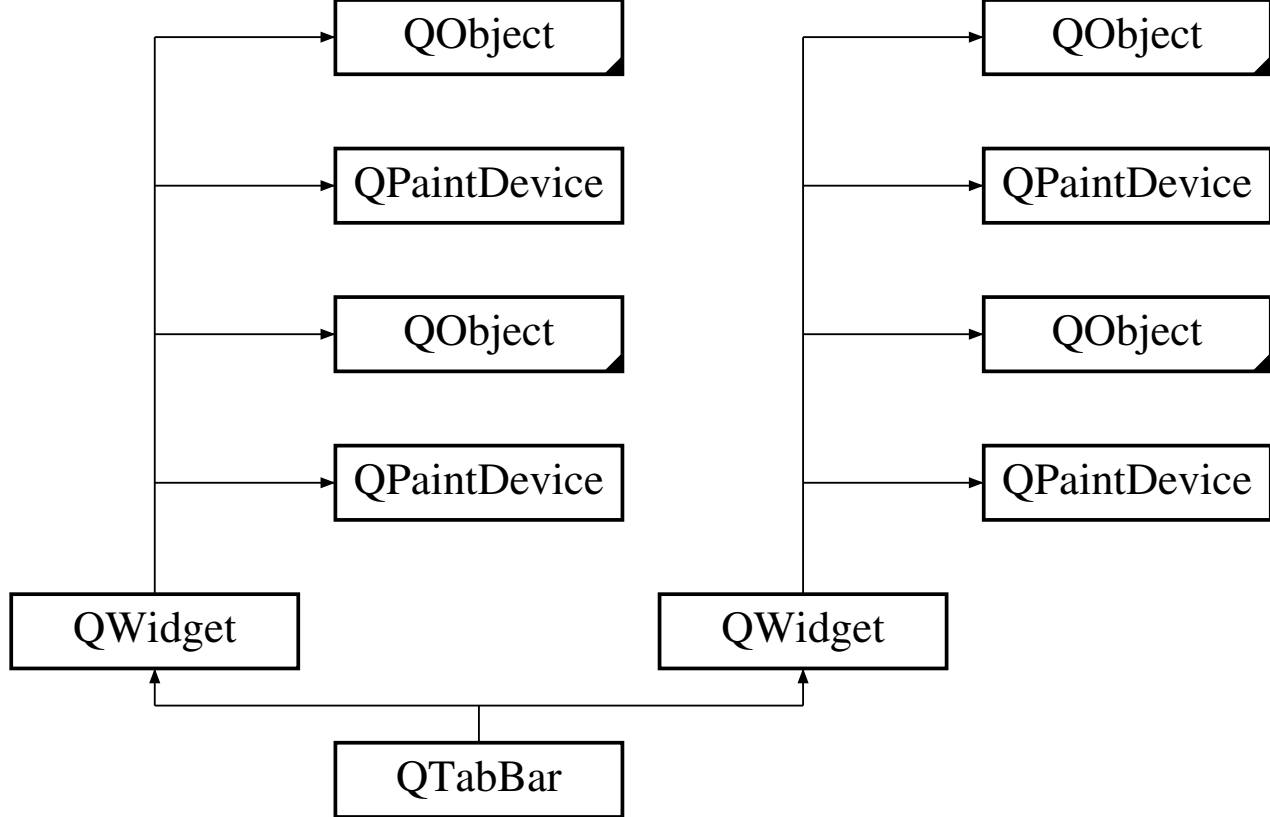 QObject
QObject
QPaintDevice
QPaintDevice
QObject
QObject
QPaintDevice
QPaintDevice
QWidget
QWidget
QTabBar